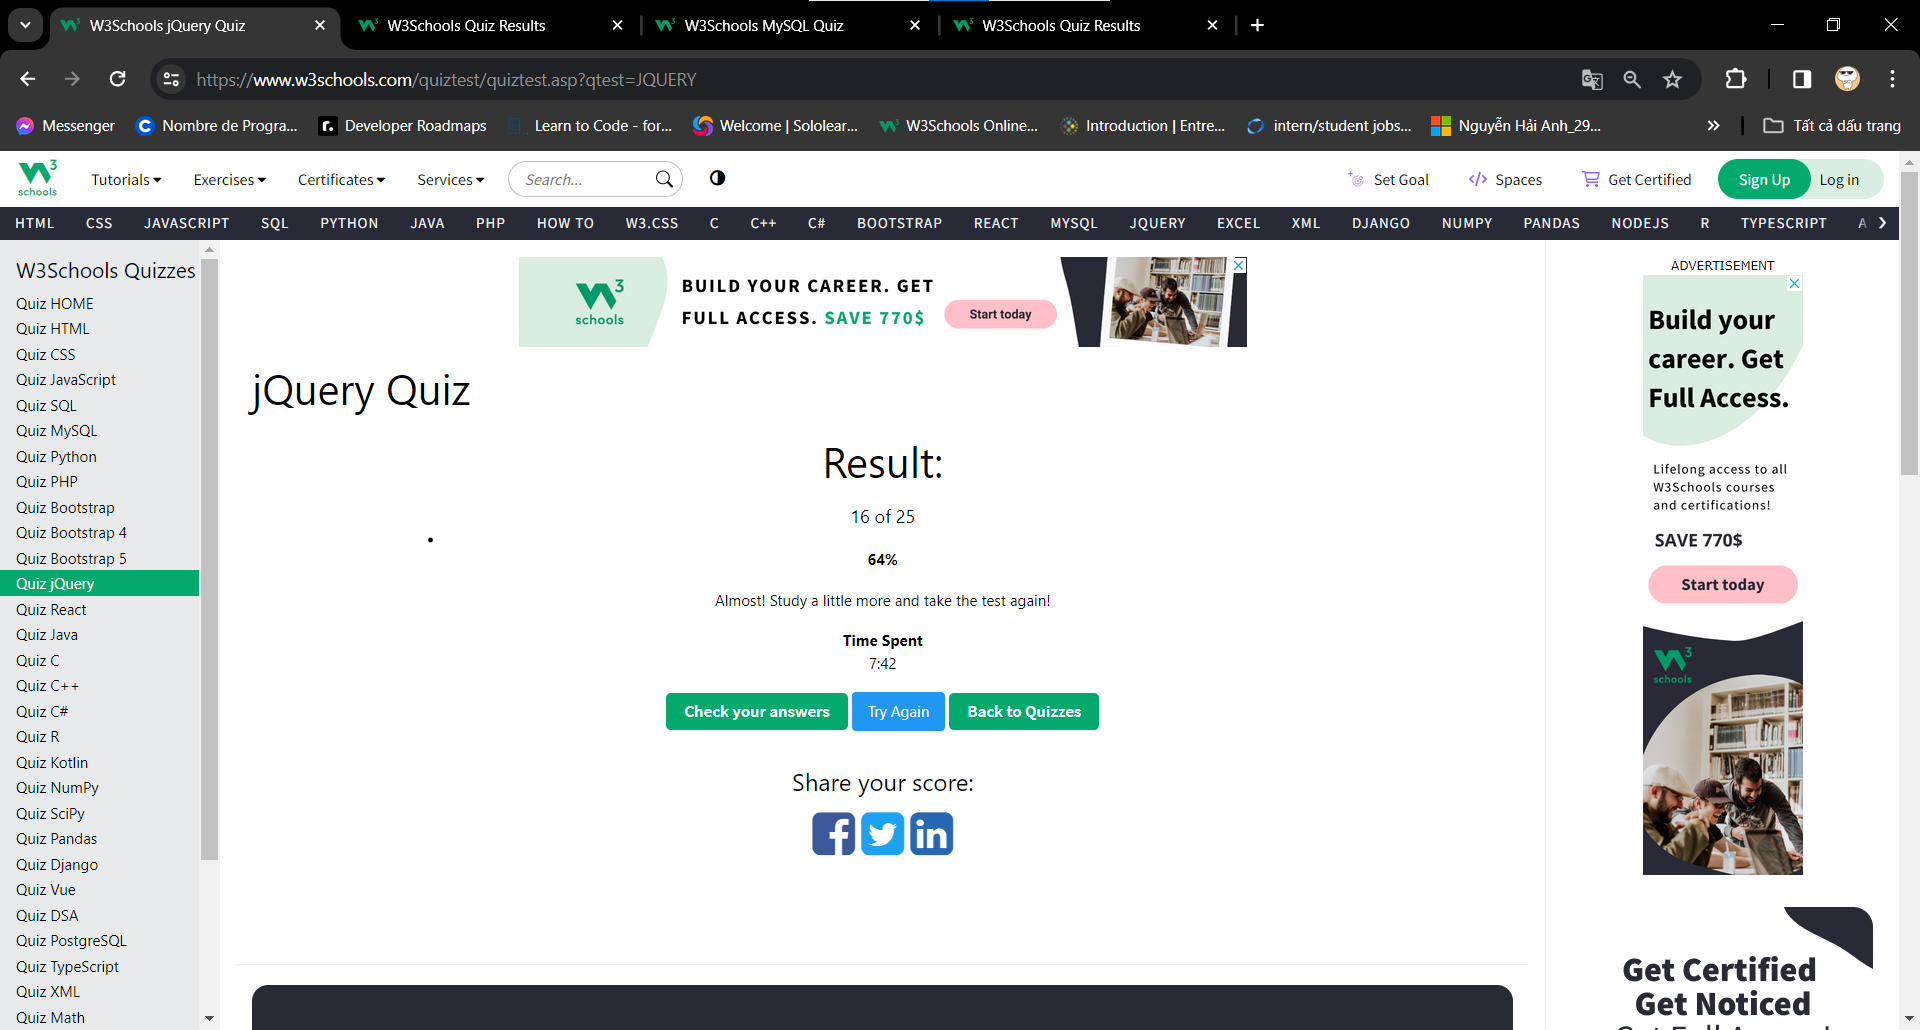 W3Schools jQuery Quiz
W3Schools Quiz Results
W3Schools MySQL Quiz
W3Schools Quiz Results
https://www.w3schools.com/quiztest/quiztest.asp?qtest=JQUERY
Messenger
Nombre de Progra...
Developer Roadmaps
Learn to Code - for...
Welcome | Sololear...
W3Schools Online...
Introduction | Entre...
intern/student jobs...
Nguyễn Hải Anh_29...
Tất cả dấu trang
3
schools
Tutorials
Exercises
Certificates
Services
Search...
Set Goal
Spaces
Get Certified
Sign Up
Log in
HTML
CSS
JAVASCRIPT
SQL
PYTHON
JAVA
PHP
HOW TO
W3.CSS
C
C++
C#
BOOTSTRAP
REACT
MYSQL
JQUERY
EXCEL
XML
DJANGO
NUMPY
PANDAS
NODEJS
R
TYPESCRIPT
W3Schools Quizzes
Quiz HOME
Quiz HTML
Quiz CSS
Quiz JavaScript
Quiz SQL
Quiz MySQL
Quiz Python
Quiz PHP
Quiz Bootstrap
Quiz Bootstrap 4
Quiz Bootstrap 5
Quiz jQuery
Quiz React
Quiz Java
Quiz C
Quiz C++
Quiz C#
Quiz R
Quiz Kotlin
Quiz NumPy
Quiz SciPy
Quiz Pandas
Quiz Django
Quiz Vue
Quiz DSA
Quiz PostgreSQL
Quiz TypeScript
Quiz XML
Quiz Math
3
schools
BUILD YOUR CAREER. GET
FULL ACCESS. SAVE 770$
Start today
jQuery Quiz
Result:
16 of 25
64%
Almost! Study a little more and take the test again!
Time Spent
7:42
Check your answers
Try Again
Back to Quizzes
Share your score:
ADVERTISEMENT
Build your
career. Get
Full Access.
Lifelong access to all
W3Schools courses
and certifications!
SAVE 770$
Start today
3
schools
Get Certified
Get Noticed